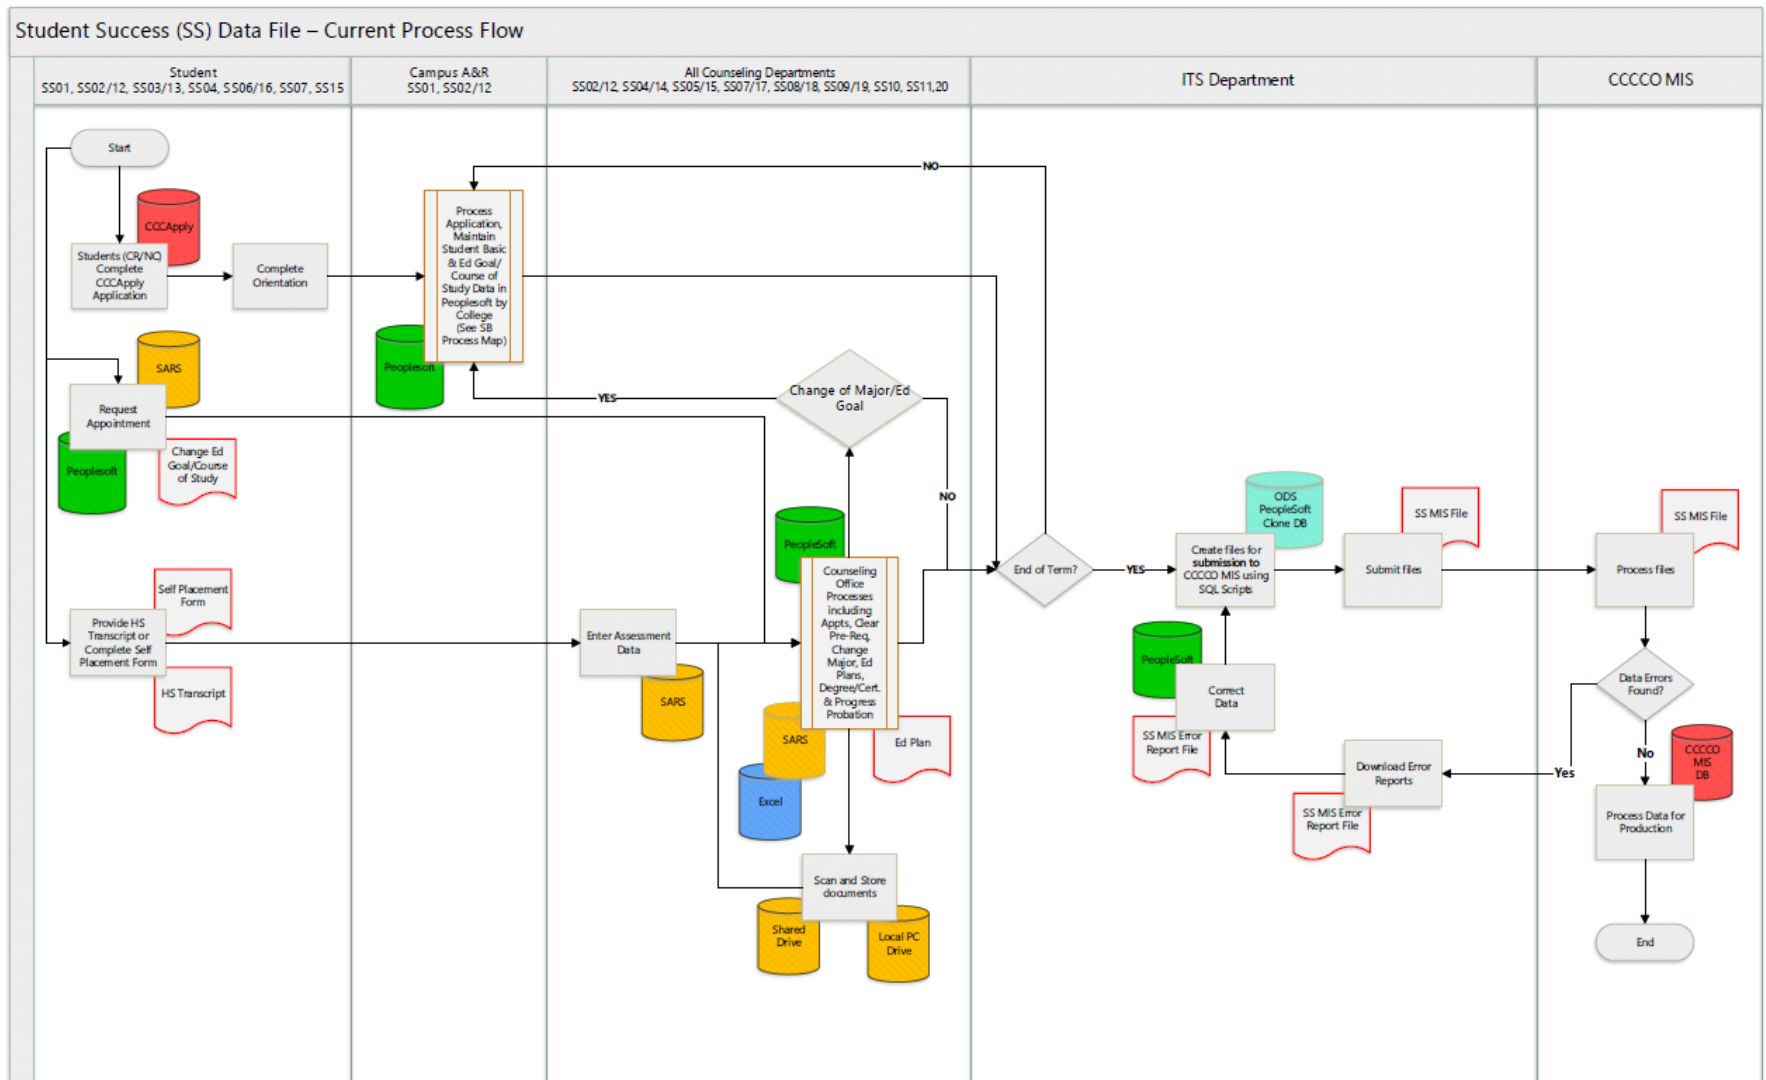 Student Success (SS) Data File – Current Process Flow
Student
SS01, SS02/12, SS03/13, SS04, SS06/16, SS07, SS15
Campus A&R
SS01, SS02/12
All Counseling Departments
SS02/12, SS04/14, SS05/15, SS07/17, SS08/18, SS09/19, SS10, SS11,20
ITS Department
CCCCO MIS
Start
CCCApply
Students (CR/NC)
Complete
CCCApply
Application
Complete
Orientation
Process
Application,
Maintain
Student Basic
& Ed Goal/
Course of
Study Data in
Peoplesoft by
College
(See SB
Process Map)
Peoplesoft
NO
SARS
Request
Appointment
Peoplesoft
Change Ed
Goal/Course
of Study
YES
Change of Major/Ed
Goal
NO
Self Placement
Form
Provide HS
Transcript or
Complete Self
Placement Form
HS Transcript
Enter Assessment
Data
SARS
PeopleSoft
Counseling
Office
Processes
including
Appts, Clear
Pre-Req,
Change
Major, Ed
Plans,
Degree/Cert.
& Progress
Probation
SARS
Excel
Ed Plan
Scan and Store
documents
Shared
Drive
Local PC
Drive
End of Term?
YES
ODS
PeopleSoft
Clone DB
Create files for
submission to
CCCCO MIS using
SQL Scripts
SS MIS File
Submit files
SS MIS File
Process files
PeopleSoft
Correct
Data
SS MIS Error
Report File
Download Error
Reports
SS MIS Error
Report File
Data Errors
Found?
Yes
No
CCCCO
MIS
DB
Process Data for
Production
End